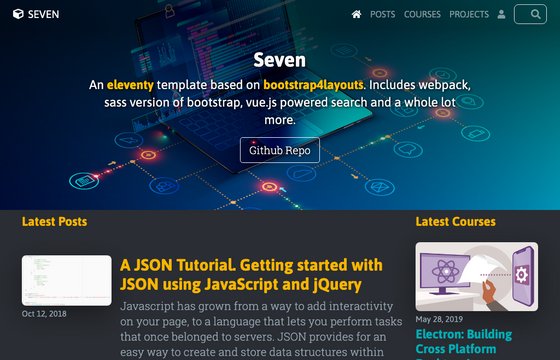 SEVEN
POSTS COURSES PROJECTS
Seven
An eleventy template based on bootstrap4layouts. Includes webpack,
sass version of bootstrap, vue.js powered search and a whole lot
more.
Github Repo
Latest Posts
Oct 12, 2018
A JSON Tutorial. Getting started with
JSON using JavaScript and jQuery
Javascript has grown from a way to add interactivity
on your page, to a language that lets you perform tasks
that once belonged to servers. JSON provides for an
easy way to create and store data structures within
Latest Courses
May 28, 2019
Electron: Building
Cross Platform